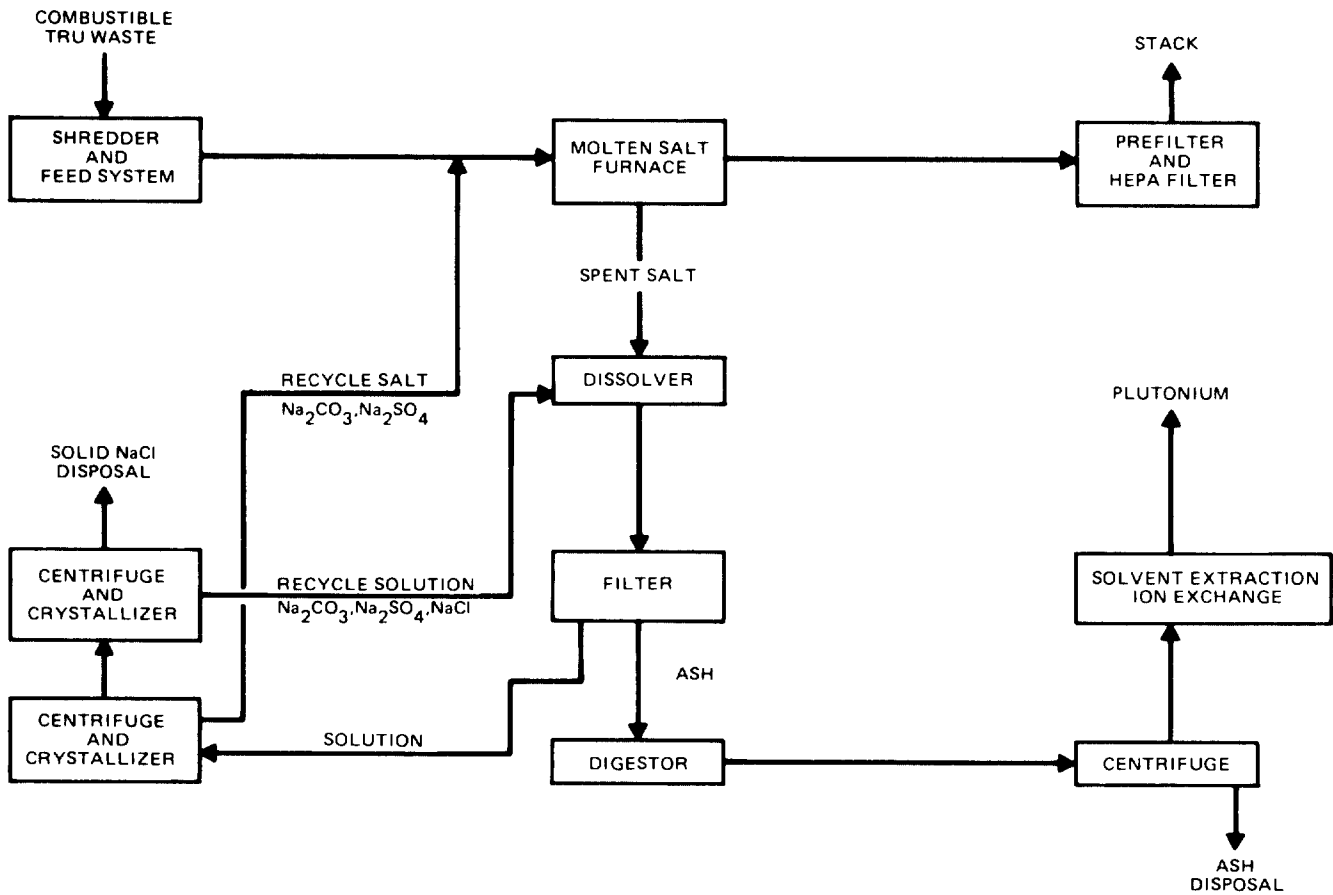 COMBUSTIBLE
TRU WASTE
STACK
SHREDDER
AND
FEED SYSTEM
MOLTEN SALT
FURNACE
PREFILTER
AND
HEPA FILTER
SPENT SALT
RECYCLE SALT
Na₂CO₃,Na₂SO₄
DISSOLVER
PLUTONIUM
SOLID NaCl
DISPOSAL
CENTRIFUGE
AND
CRYSTALLIZER
RECYCLE SOLUTION
Na₂CO₃,Na₂SO₄,NaCl
FILTER
SOLVENT EXTRACTION
ION EXCHANGE
ASH
CENTRIFUGE
AND
CRYSTALLIZER
SOLUTION
DIGESTOR
CENTRIFUGE
ASH
DISPOSAL